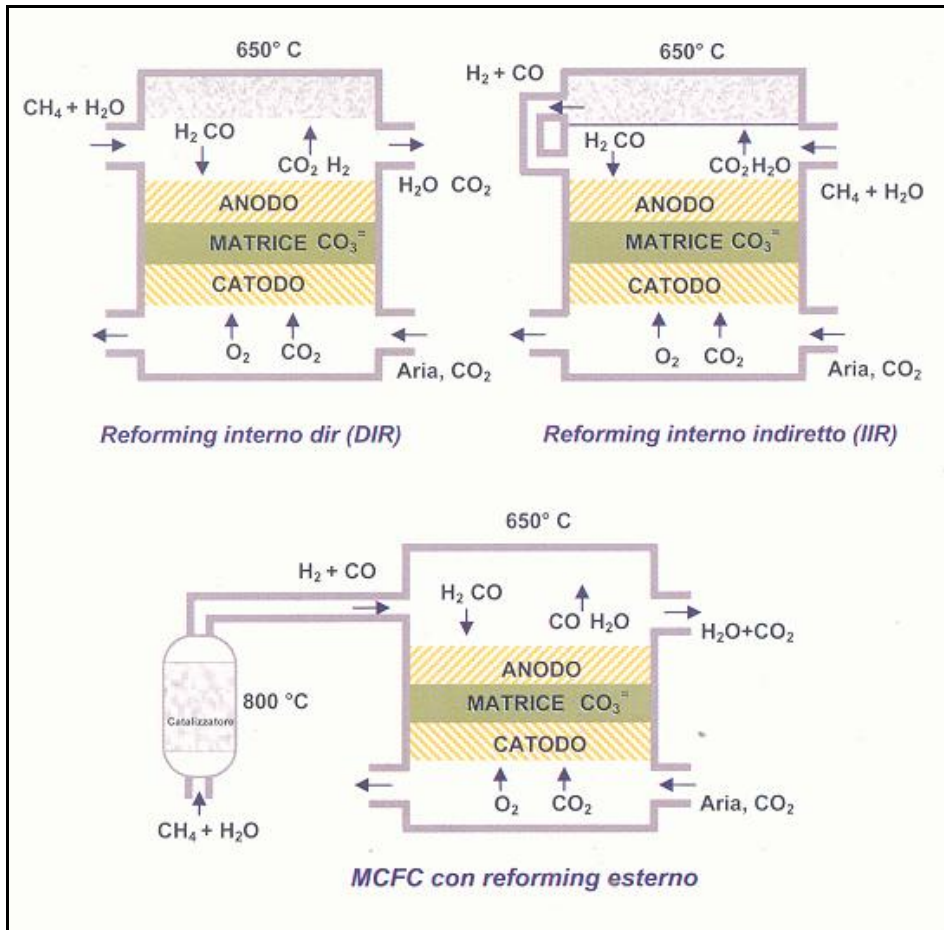 650° C
CH₄ + H₂O
H₂ CO
CO₂ H₂
H₂O CO₂
ANODO
MATRICE CO₃⁼
CATODO
O₂ CO₂
Aria, CO₂
Reforming interno dir (DIR)
650° C
H₂ + CO
H₂ CO
CO₂ H₂O
CH₄ + H₂O
ANODO
MATRICE CO₃⁼
CATODO
O₂ CO₂
Aria, CO₂
Reforming interno indiretto (IIR)
650° C
H₂ + CO
H₂ CO
CO H₂O
H₂O+CO₂
ANODO
MATRICE CO₃⁼
CATODO
800 °C
Catalizzatore
O₂ CO₂
Aria, CO₂
CH₄ + H₂O
MCFC con reforming esterno